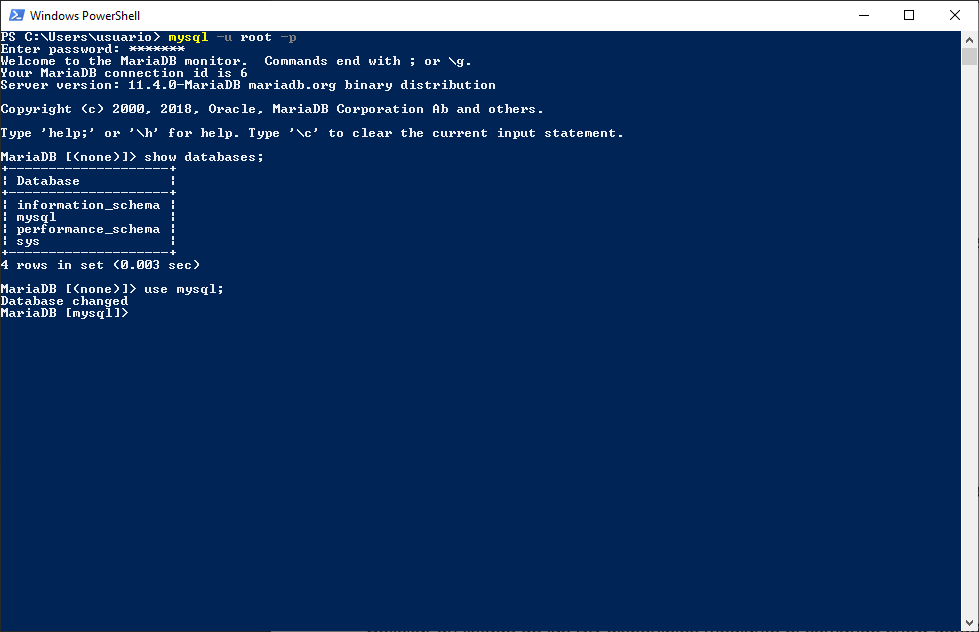 Windows PowerShell
PS C:\Users\usuario> mysql -u root -p
Enter password: *******
Welcome to the MariaDB monitor.  Commands end with ; or \g.
Your MariaDB connection id is 6
Server version: 11.4.0-MariaDB mariadb.org binary distribution

Copyright (c) 2000, 2018, Oracle, MariaDB Corporation Ab and others.

Type 'help;' or '\h' for help. Type '\c' to clear the current input statement.

MariaDB [(none)]> show databases;
+--------------------+
| Database           |
+--------------------+
| information_schema |
| mysql              |
| performance_schema |
| sys                |
+--------------------+
4 rows in set (0.003 sec)

MariaDB [(none)]> use mysql;
Database changed
MariaDB [mysql]>